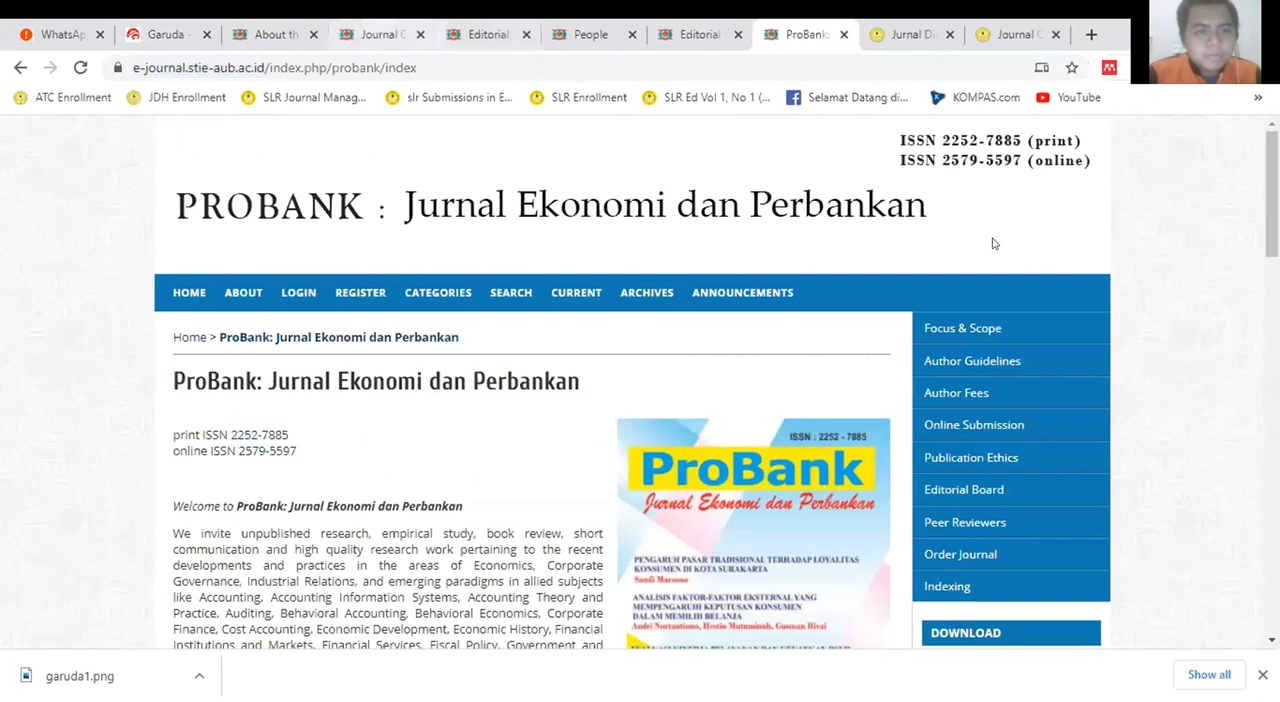 WhatsAp
Garuda -
About th
Journal C
Editorial
People
Editorial
ProBank:
Jurnal Di
Journal C
e-journal.stie-aub.ac.id/index.php/probank/index
ATC Enrollment
JDH Enrollment
SLR Journal Manag...
slr Submissions in E...
SLR Enrollment
SLR Ed Vol 1, No 1 (...
Selamat Datang di...
KOMPAS.com
YouTube
»
ISSN 2252-7885 (print)
ISSN 2579-5597 (online)
PROBANK : Jurnal Ekonomi dan Perbankan
HOME ABOUT LOGIN REGISTER CATEGORIES SEARCH CURRENT ARCHIVES ANNOUNCEMENTS
Home > ProBank: Jurnal Ekonomi dan Perbankan
ProBank: Jurnal Ekonomi dan Perbankan
print ISSN 2252-7885
online ISSN 2579-5597
Welcome to ProBank: Jurnal Ekonomi dan Perbankan
We invite unpublished research, empirical study, book review, short
communication and high quality research work pertaining to the recent
developments and practices in the areas of Economics, Corporate
Governance, Industrial Relations, and emerging paradigms in allied subjects
like Accounting, Accounting Information Systems, Accounting Theory and
Practice, Auditing, Behavioral Accounting, Behavioral Economics, Corporate
Finance, Cost Accounting, Economic Development, Economic History, Financial
Institutions and Markets, Financial Services, Fiscal Policy, Government and
ISSN : 2252 - 7885
ProBank
Jurnal Ekonomi dan Perbankan
PENGARUH PASAR TRADISIONAL TERHADAP LOYALITAS
KONSUMEN DI KOTA SURAKARTA
Sundi Marsono
ANALISIS FAKTOR-FAKTOR EKSTERNAL YANG
MEMPENGARUHI KEPUTUSAN KONSUMEN
DALAM MEMILIH BELANJA
Andri Nurtantiono, Hestin Mutmainah, Gusman Rivai
Focus & Scope
Author Guidelines
Author Fees
Online Submission
Publication Ethics
Editorial Board
Peer Reviewers
Order Journal
Indexing
DOWNLOAD
garuda1.png
Show all